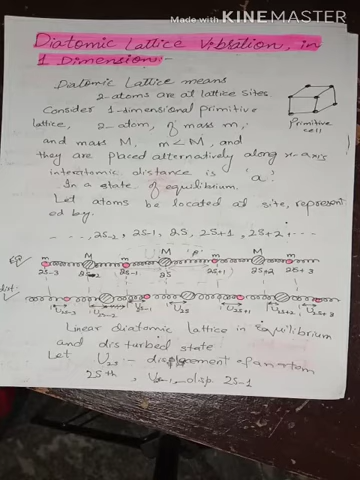 Made with KINEMASTER
Diatomic Lattice Vibration, in
1 Dimension:-
Diatomic Lattice means
2-atoms are at lattice sites.
Consider 1-dimensional primitive
lattice, 2-atom, of mass m,
Primitive
cell
and mass M, m<M, and
they are placed alternatively along x-axis
interatomic distance is 'a'.
In a state of equilibrium.
Let atoms be located at site, represent
ed by.
....., 2S-2, 2S-1, 2S, 2S+1, 2S+2....
m M m M m M m
2S-3 2S-1 2S 2S+1 2S+2 2S+3
U2S-3 U2S-2 U2S-1 U2S U2S+1 U2S+2 U2S+3
Linear diatomic lattice in equilibrium
and disturbed state
Let U2S :- displacement of an atom
2Sth, disp. 2S-1